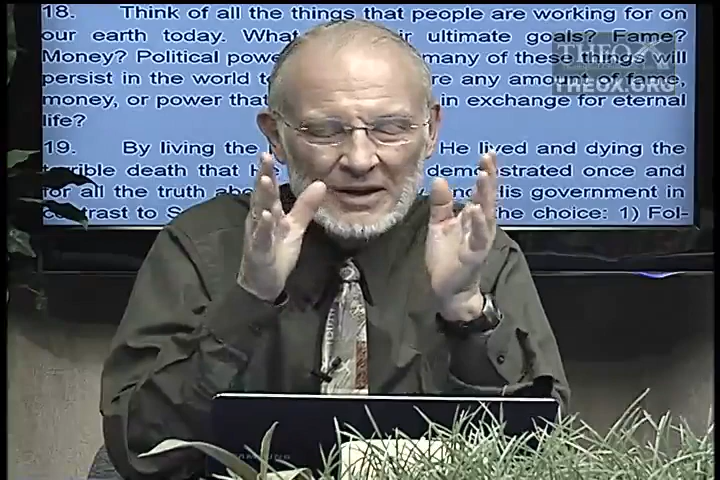 18. Think of all the things that people are working for on
our earth today. What ir ultimate goals? Fame?
Money? Political powe many of these things will
persist in the world t re any amount of fame,
money, or power that in exchange for eternal
life?
19. By living the He lived and dying the
terrible death that demonstrated once and
for all the truth abo and His government in
contrast to S the choice: 1) Fol-
THEOX
THEOX.ORG
SAMSUNG